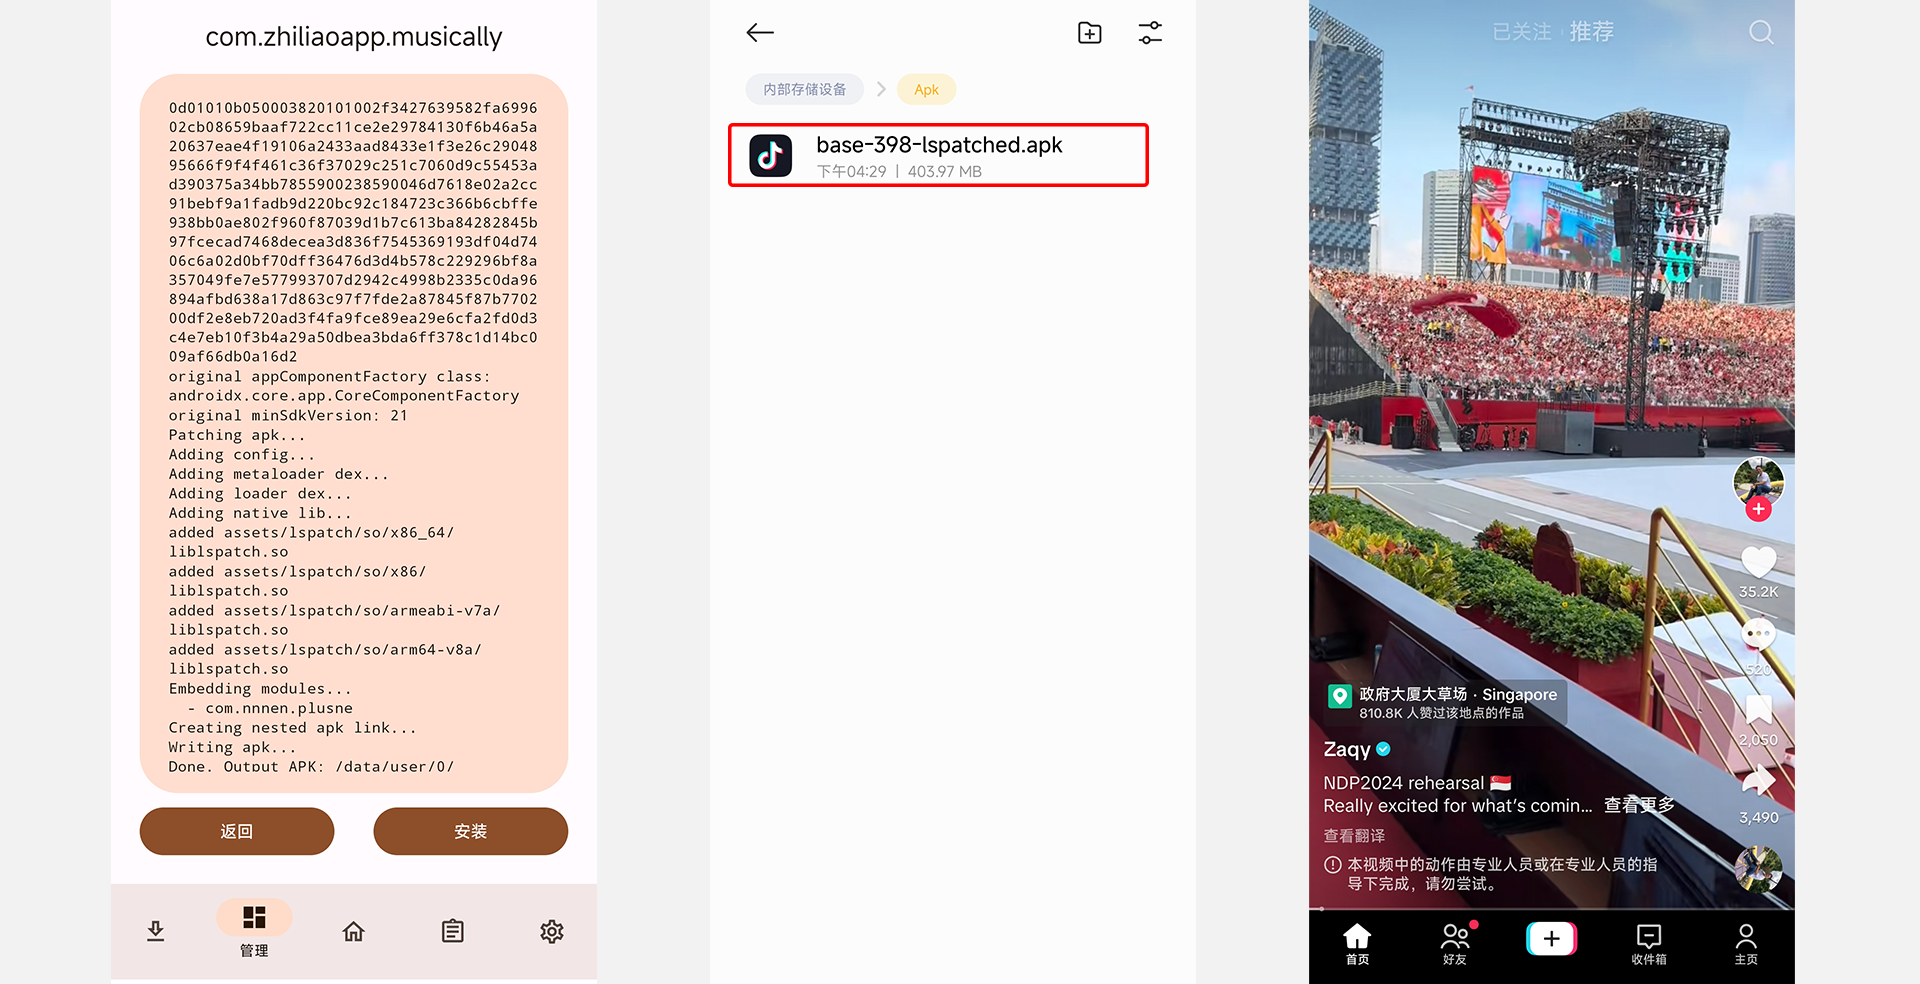 com.zhiliaoapp.musically
0d01010b050003820101002f3427639582fa6996
02cb08659baaf722cc11ce2e29784130f6b46a5a
20637eae4f19106a2433aad8433e1f3e26c29048
95666f9f4f461c36f37029c251c7060d9c55453a
d390375a34bb7855900238590046d7618e02a2cc
91bebf9a1fadb9d220bc92c184723c366b6cbffe
938bb0ae802f960f87039d1b7c613ba84282845b
97fcecad7468decea3d836f7545369193df04d74
06c6a02d0bf70dff36476d3d4b578c229296bf8a
357049fe7e577993707d2942c4998b2335c0da96
894afbd638a17d863c97f7fde2a87845f87b7702
00df2e8eb720ad3f4fa9fce89ea29e6cfa2fd0d3
c4e7eb10f3b4a29a50dbea3bda6ff378c1d14bc0
09af66db0a16d2
original appComponentFactory class:
androidx.core.app.CoreComponentFactory
original minSdkVersion: 21
Patching apk...
Adding config...
Adding metaloader dex...
Adding loader dex...
Adding native lib...
added assets/lspatch/so/x86_64/
liblspatch.so
added assets/lspatch/so/x86/
liblspatch.so
added assets/lspatch/so/armeabi-v7a/
liblspatch.so
added assets/lspatch/so/arm64-v8a/
liblspatch.so
Embedding modules...
- com.nnnen.plusne
Creating nested apk link...
Writing apk...
Done. Output APK: /data/user/0/
返回
安装
管理
内部存储设备
Apk
base-398-lspatched.apk
下午04:29 | 403.97 MB
已关注
推荐
35.2K
520
2,050
3,490
政府大厦大草场 · Singapore
810.8K 人赞过该地点的作品
Zaqy
NDP2024 rehearsal 🇸🇬
Really excited for what's comin... 查看更多
查看翻译
本视频中的动作由专业人员或在专业人员的指
导下完成，请勿尝试。
首页
好友
收件箱
主页